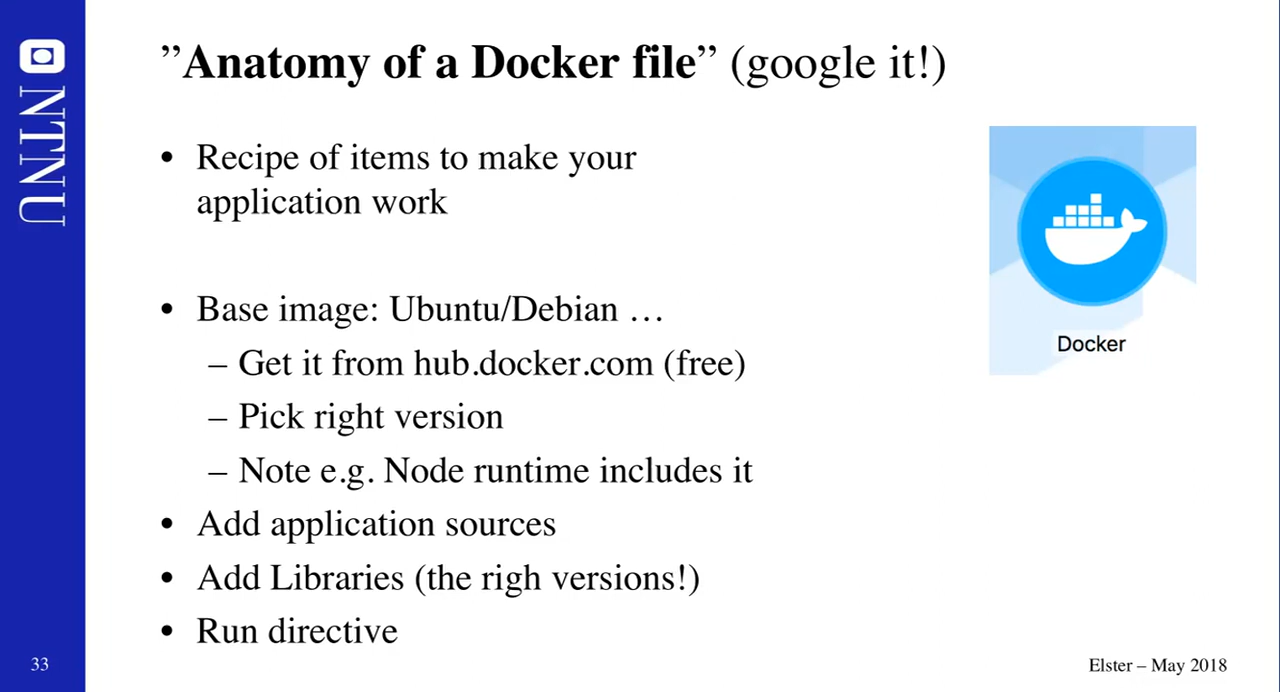 NTNU
”Anatomy of a Docker file” (google it!)
• Recipe of items to make your
application work
• Base image: Ubuntu/Debian …
– Get it from hub.docker.com (free)
– Pick right version
– Note e.g. Node runtime includes it
• Add application sources
• Add Libraries (the righ versions!)
• Run directive
Docker
33
Elster – May 2018